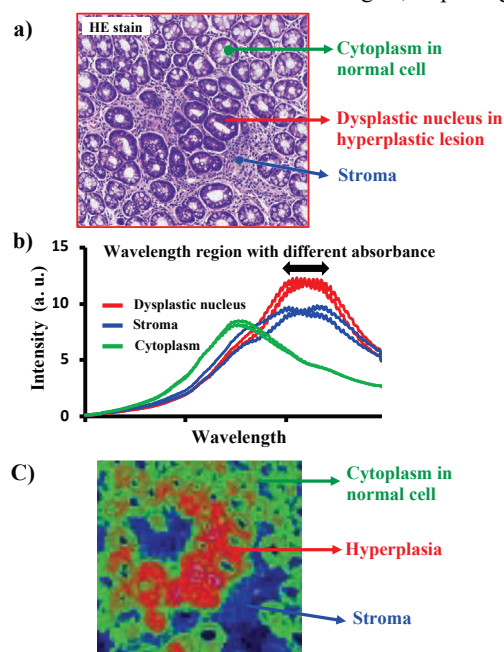 a)
HE stain
Cytoplasm in
normal cell
Dysplastic nucleus in
hyperplastic lesion
Stroma
b)
15
Wavelength region with different absorbance
10
Dysplastic nucleus
Stroma
Cytoplasm
5
0
Intensity (a. u.)
Wavelength
C)
Cytoplasm in
normal cell
Hyperplasia
Stroma